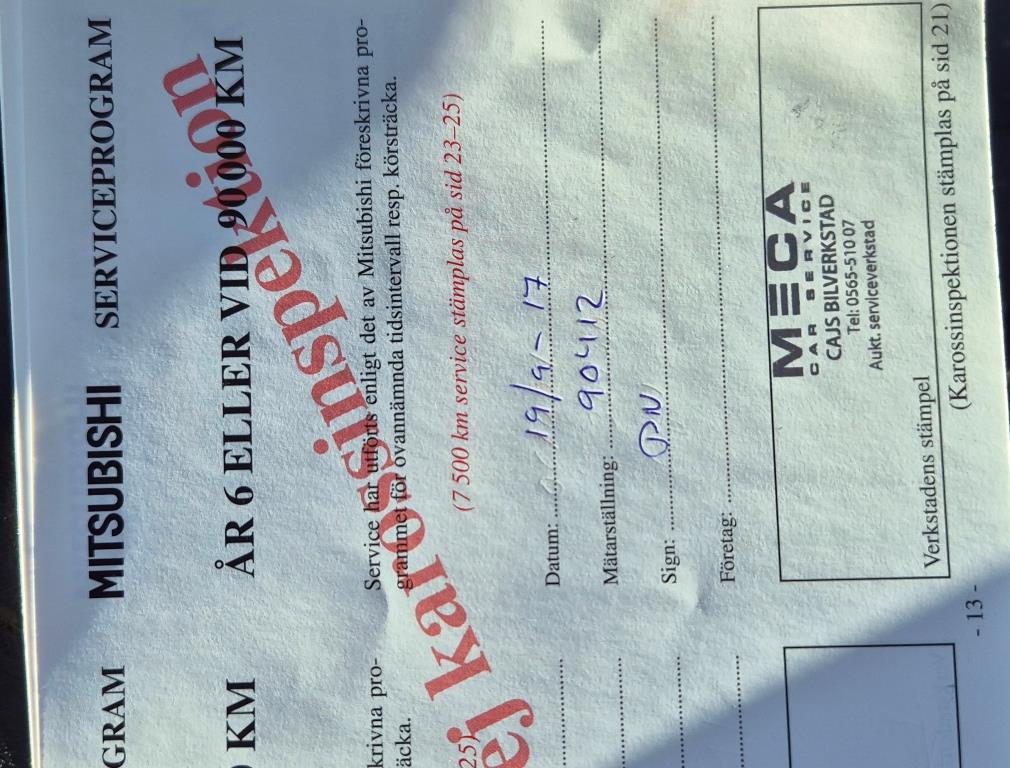 GRAM
KM
krivna pro-
äcka.
25)
MITSUBISHI SERVICEPROGRAM
ÅR 6 ELLER VID 90 000 KM
ej karossinspektion
Service har utförts enligt det av Mitsubishi föreskrivna pro-
grammet för ovannämnda tidsintervall resp. körsträcka.
(7 500 km service stämplas på sid 23–25)
Datum: 19/9-17
Mätarställning: 90412
Sign: PN
Företag:
MECA
CAR SERVICE
CAJS BILVERKSTAD
Tel: 0565-510 07
Aukt. serviceverkstad
Verkstadens stämpel
(Karossinspektionen stämplas på sid 21)
- 13 -